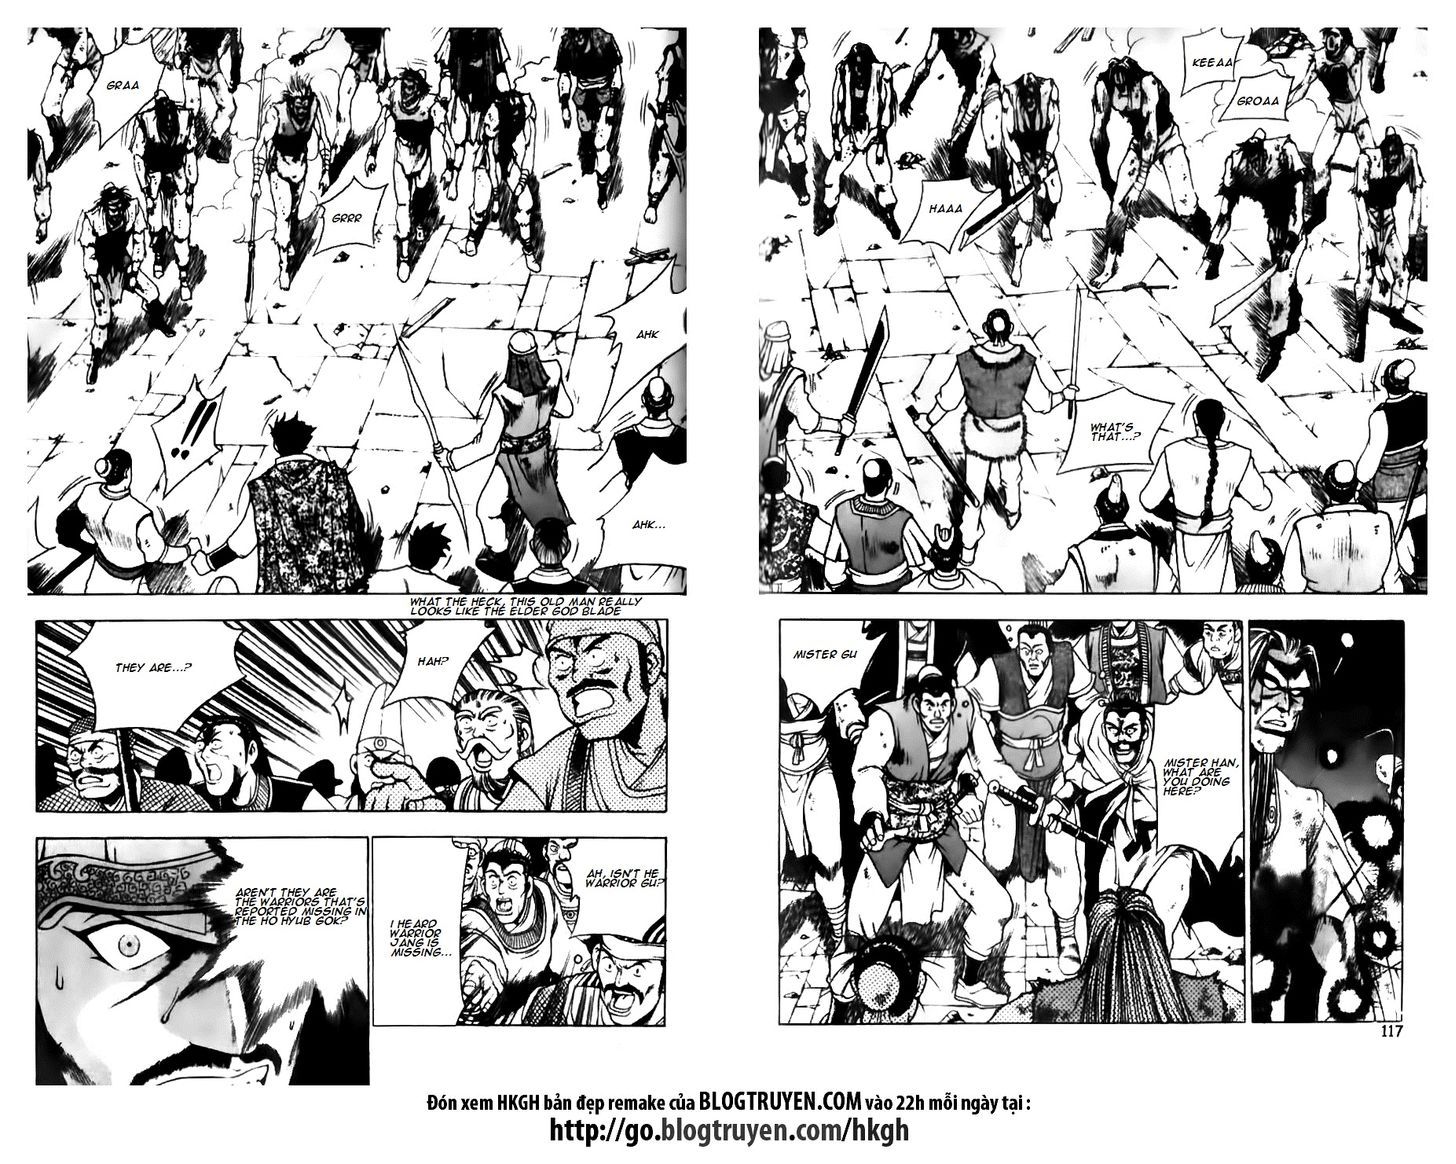 GRAA
GRRR
AHK
!!
AHK...
KEEAA
GROAA
HAAA
WHAT'S
THAT...?
WHAT THE HECK, THIS OLD MAN REALLY
LOOKS LIKE THE ELDER GOD BLADE
THEY ARE...?
HAH?
AREN'T THEY ARE
THE WARRIORS THAT'S
REPORTED MISSING IN
THE HO HYUB GOK?
I HEARD
WARRIOR
JANG IS
MISSING...
AH, ISN'T HE
WARRIOR GU?
MISTER GU
MISTER HAN,
WHAT ARE
YOU DOING
HERE?
117
Đón xem HKGH bản đẹp remake của BLOGTRUYEN.COM vào 22h mỗi ngày tại :
http://go.blogtruyen.com/hkgh